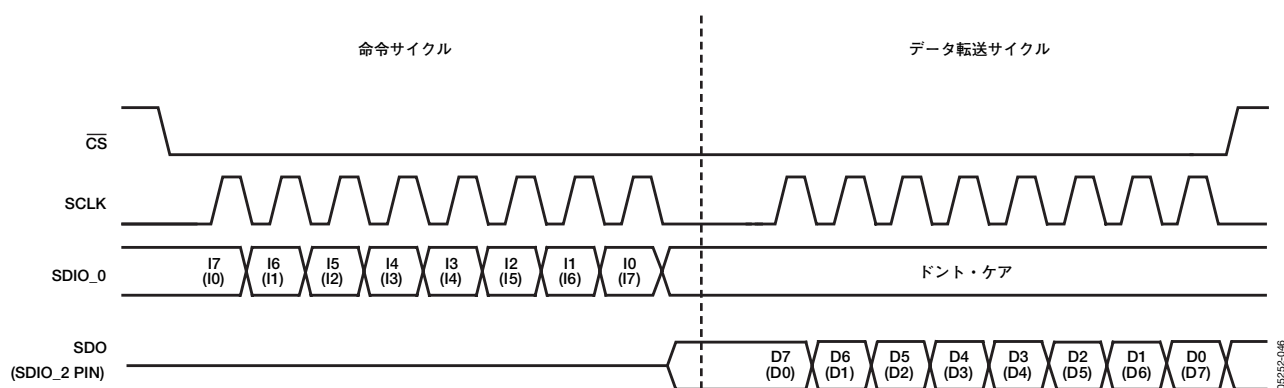 命令サイクル
データ転送サイクル
CS
SCLK
SDIO_0
I7 I6 I5 I4 I3 I2 I1 I0
(I0) (I1) (I2) (I3) (I4) (I5) (I6) (I7)
ドント・ケア
SDO
(SDIO_2 PIN)
D7 D6 D5 D4 D3 D2 D1 D0
(D0) (D1) (D2) (D3) (D4) (D5) (D6) (D7)